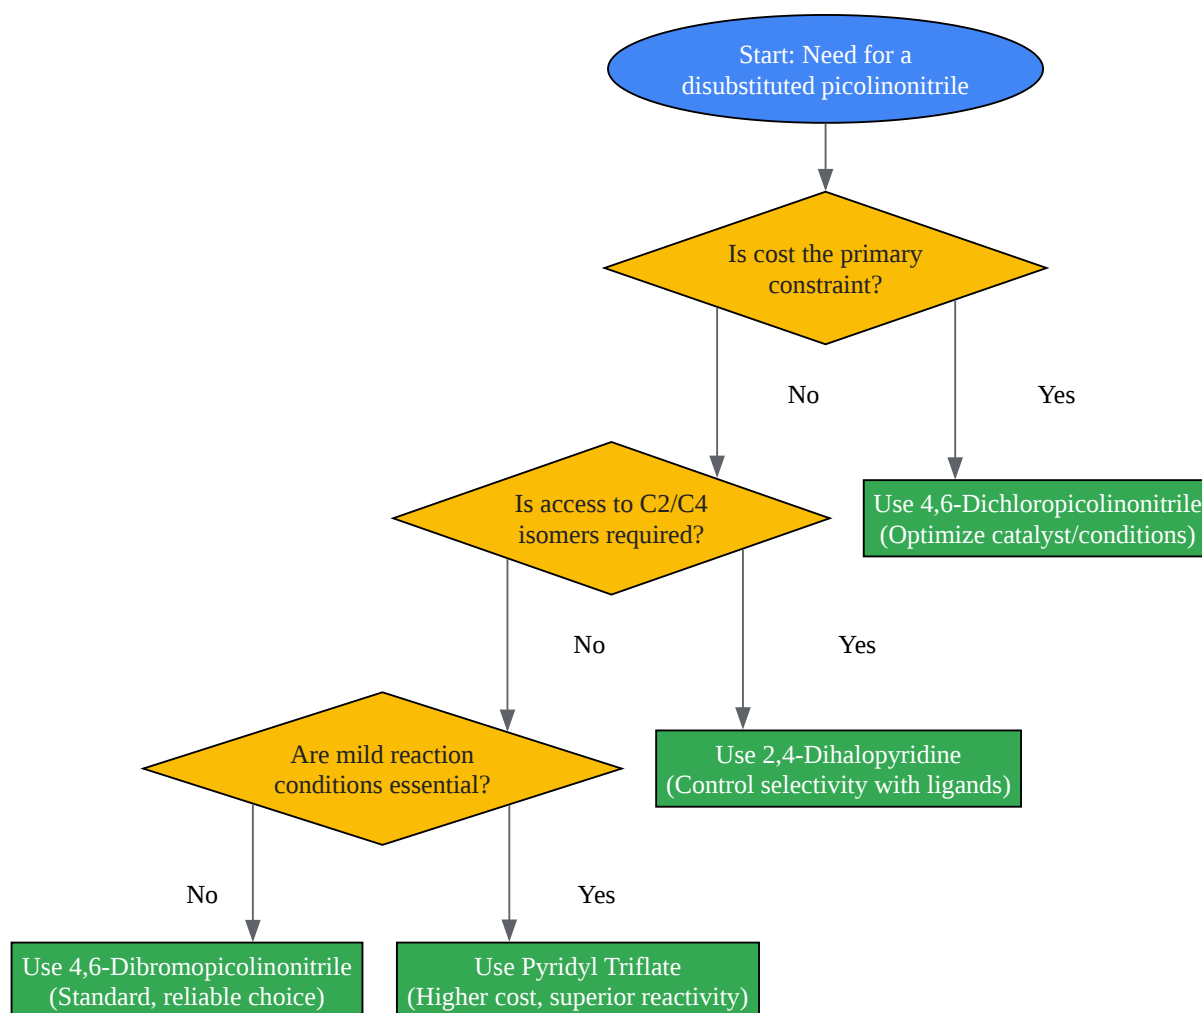 Start: Need for a
disubstituted picolinonitrile
Is cost the primary
constraint?
No
Yes
Is access to C2/C4
isomers required?
Use 4,6-Dichloropicolinonitrile
(Optimize catalyst/conditions)
No
Yes
Are mild reaction
conditions essential?
Use 2,4-Dihalopyridine
(Control selectivity with ligands)
No
Yes
Use 4,6-Dibromopicolinonitrile
(Standard, reliable choice)
Use Pyridyl Triflate
(Higher cost, superior reactivity)